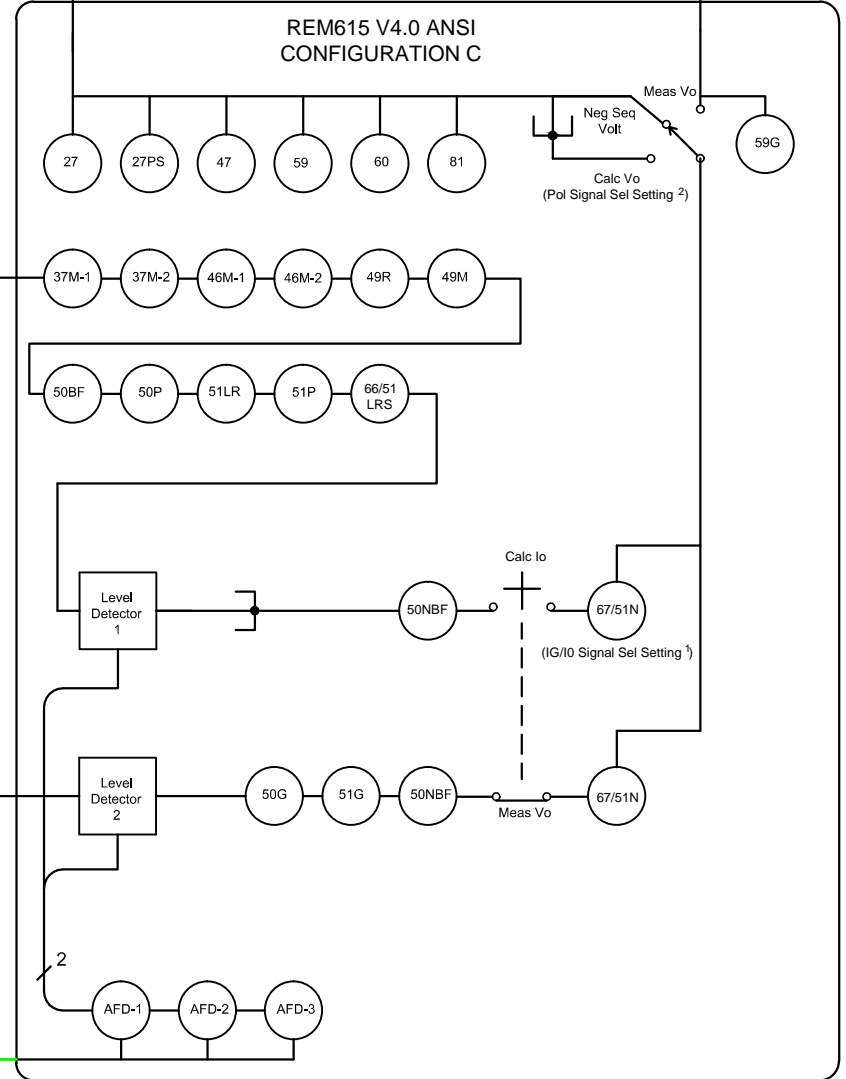 REM615 V4.0 ANSI
CONFIGURATION C
Meas Vo
Neg Seq
Volt
27
27PS
47
59
60
81
59G
Calc Vo
(Pol Signal Sel Setting ²)
37M-1
37M-2
46M-1
46M-2
49R
49M
50BF
50P
51LR
51P
66/51
LRS
Calc Io
Level
Detector
1
50NBF
67/51N
(IG/I0 Signal Sel Setting ¹)
Level
Detector
2
50G
51G
50NBF
67/51N
Meas Vo
2
AFD-1
AFD-2
AFD-3